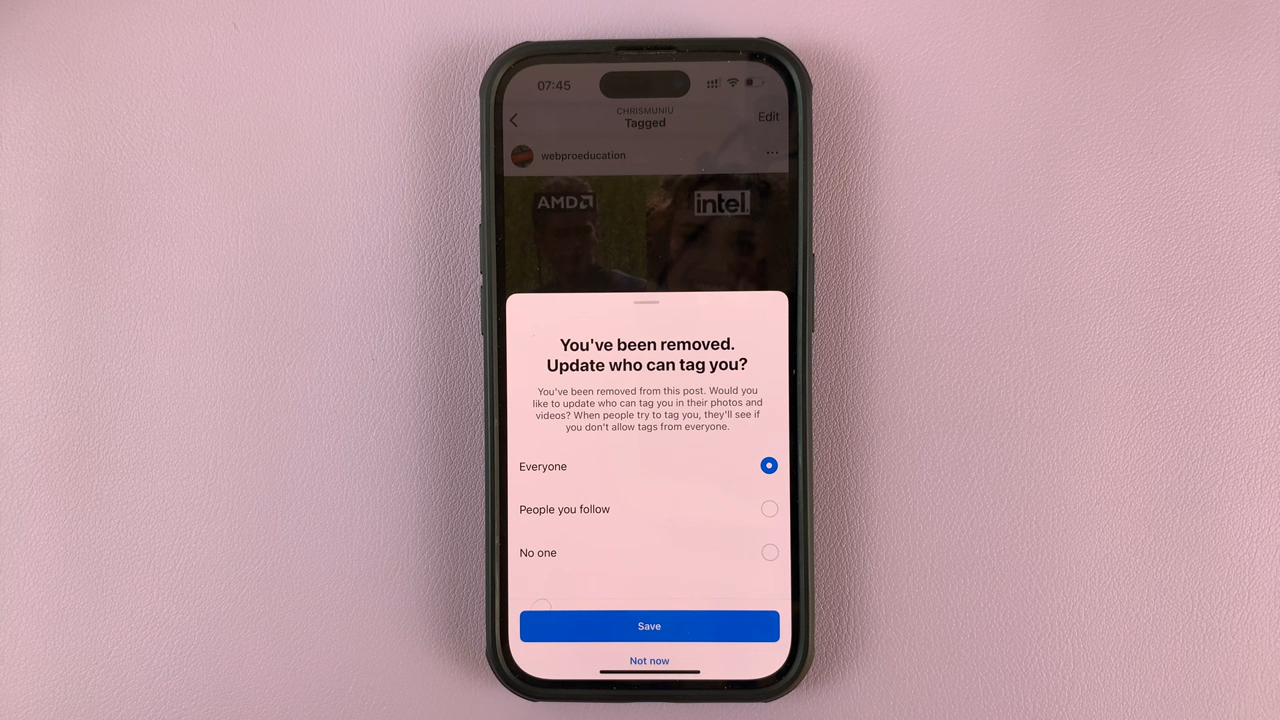 07:45
CHRISMUNIU
Tagged
Edit
webproeducation
AMD
intel.
You've been removed.
Update who can tag you?
You've been removed from this post. Would you
like to update who can tag you in their photos and
videos? When people try to tag you, they'll see if
you don't allow tags from everyone.
Everyone
People you follow
No one
Save
Not now